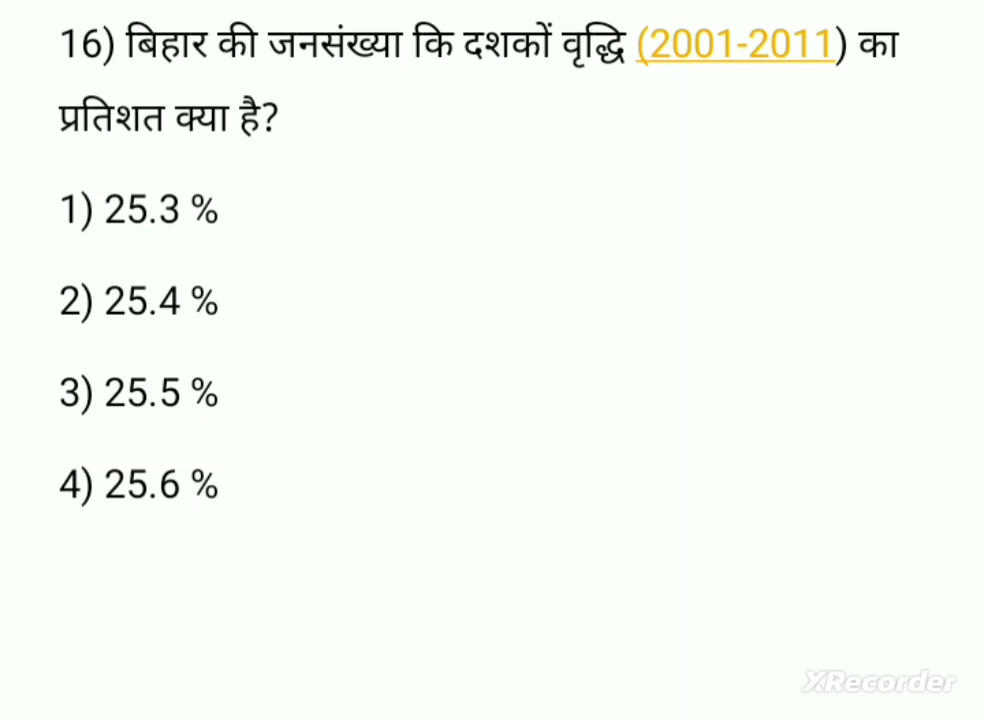 16) बिहार की जनसंख्या कि दशकों वृद्धि (2001-2011) का
प्रतिशत क्या है?
1) 25.3 %
2) 25.4 %
3) 25.5 %
4) 25.6 %
XRecorder